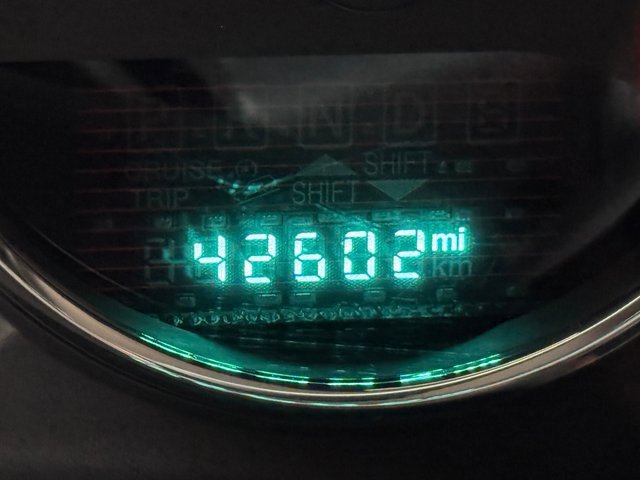 P R N D
CRUISE SHIFT
TRIP SHIFT
42602 mi
km